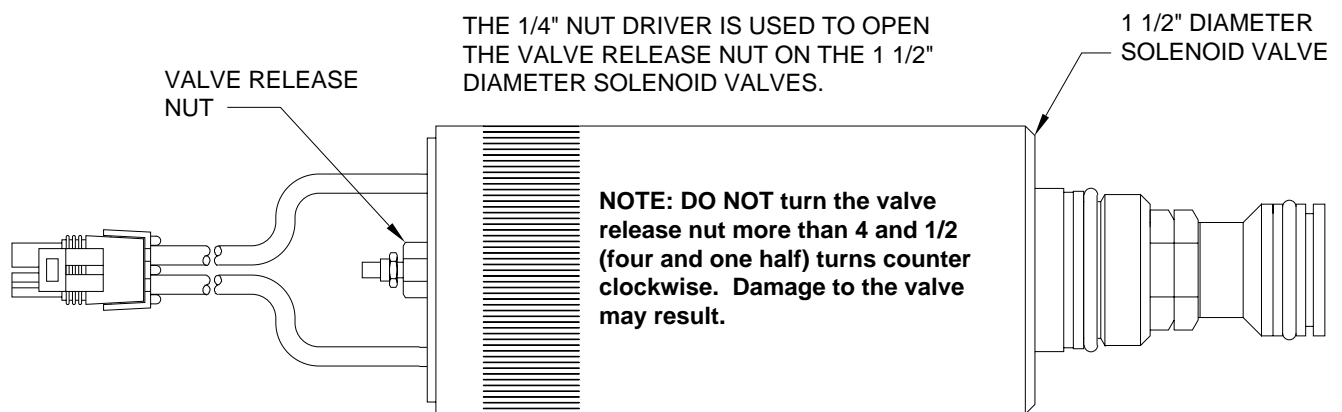 THE 1/4" NUT DRIVER IS USED TO OPEN
THE VALVE RELEASE NUT ON THE 1 1/2"
DIAMETER SOLENOID VALVES.
1 1/2" DIAMETER
SOLENOID VALVE
VALVE RELEASE
NUT
NOTE: DO NOT turn the valve
release nut more than 4 and 1/2
(four and one half) turns counter
clockwise.  Damage to the valve
may result.